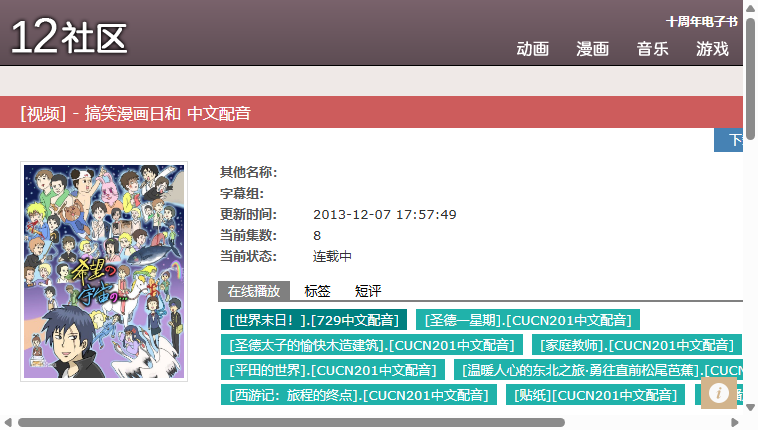 12社区
十周年电子书
动画 漫画 音乐 游戏
[视频] - 搞笑漫画日和 中文配音
希望の
宇宙の…
其他名称:
字幕组:
更新时间: 2013-12-07 17:57:49
当前集数: 8
当前状态: 连载中
在线播放 标签 短评
[世界末日！].[729中文配音] [圣德一星期].[CUCN201中文配音]
[圣德太子的愉快木造建筑].[CUCN201中文配音] [家庭教师].[CUCN201中文配音]
[平田的世界].[CUCN201中文配音] [温暖人心的东北之旅·勇往直前松尾芭蕉].[CUCN
[西游记：旅程的终点].[CUCN201中文配音] [贴纸][CUCN201中文配音]